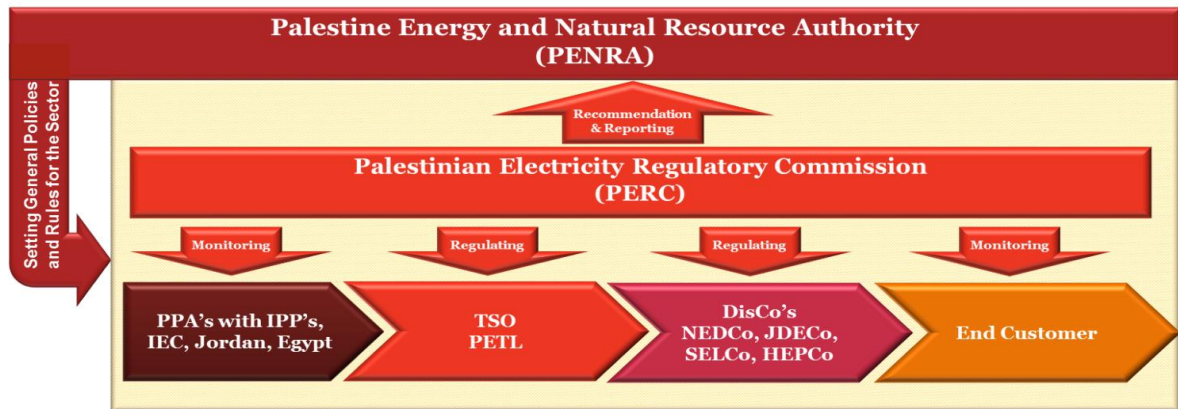 Palestine Energy and Natural Resource Authority
(PENRA)
Setting General Policies
and Rules for the Sector
Recommendation
& Reporting
Palestinian Electricity Regulatory Commission
(PERC)
Monitoring
Regulating
Regulating
Monitoring
PPA's with IPP's,
IEC, Jordan, Egypt
TSO
PETL
DisCo's
NEDCo, JDECo,
SELCo, HEPCo
End Customer